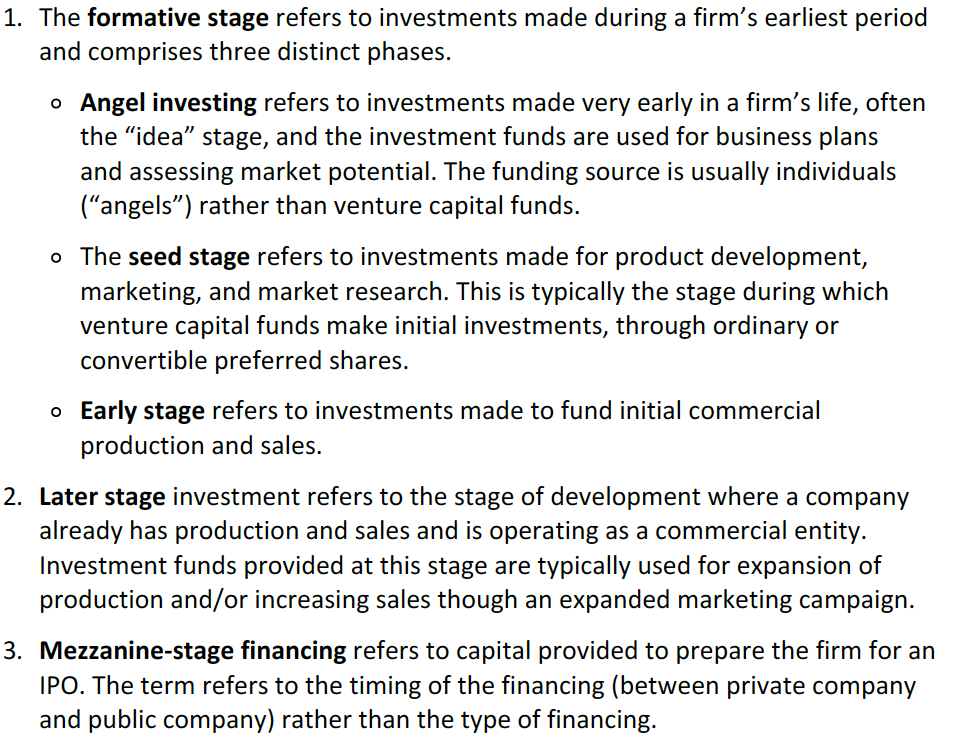 1. The formative stage refers to investments made during a firm’s earliest period
and comprises three distinct phases.
○ Angel investing refers to investments made very early in a firm’s life, often
the “idea” stage, and the investment funds are used for business plans
and assessing market potential. The funding source is usually individuals
(“angels”) rather than venture capital funds.
○ The seed stage refers to investments made for product development,
marketing, and market research. This is typically the stage during which
venture capital funds make initial investments, through ordinary or
convertible preferred shares.
○ Early stage refers to investments made to fund initial commercial
production and sales.
2. Later stage investment refers to the stage of development where a company
already has production and sales and is operating as a commercial entity.
Investment funds provided at this stage are typically used for expansion of
production and/or increasing sales though an expanded marketing campaign.
3. Mezzanine-stage financing refers to capital provided to prepare the firm for an
IPO. The term refers to the timing of the financing (between private company
and public company) rather than the type of financing.